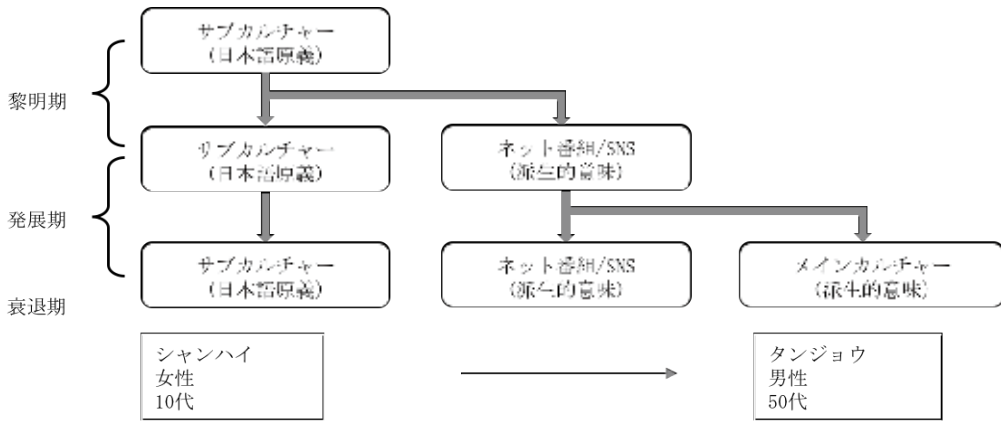 サブカルチャー
(日本語原義)
黎明期
サブカルチャー
(日本語原義)
ネット番組/SNS
(派生的意味)
発展期
サブカルチャー
(日本語原義)
ネット番組/SNS
(派生的意味)
メインカルチャー
(派生的意味)
衰退期
シャンハイ
女性
10代
タンジョウ
男性
50代